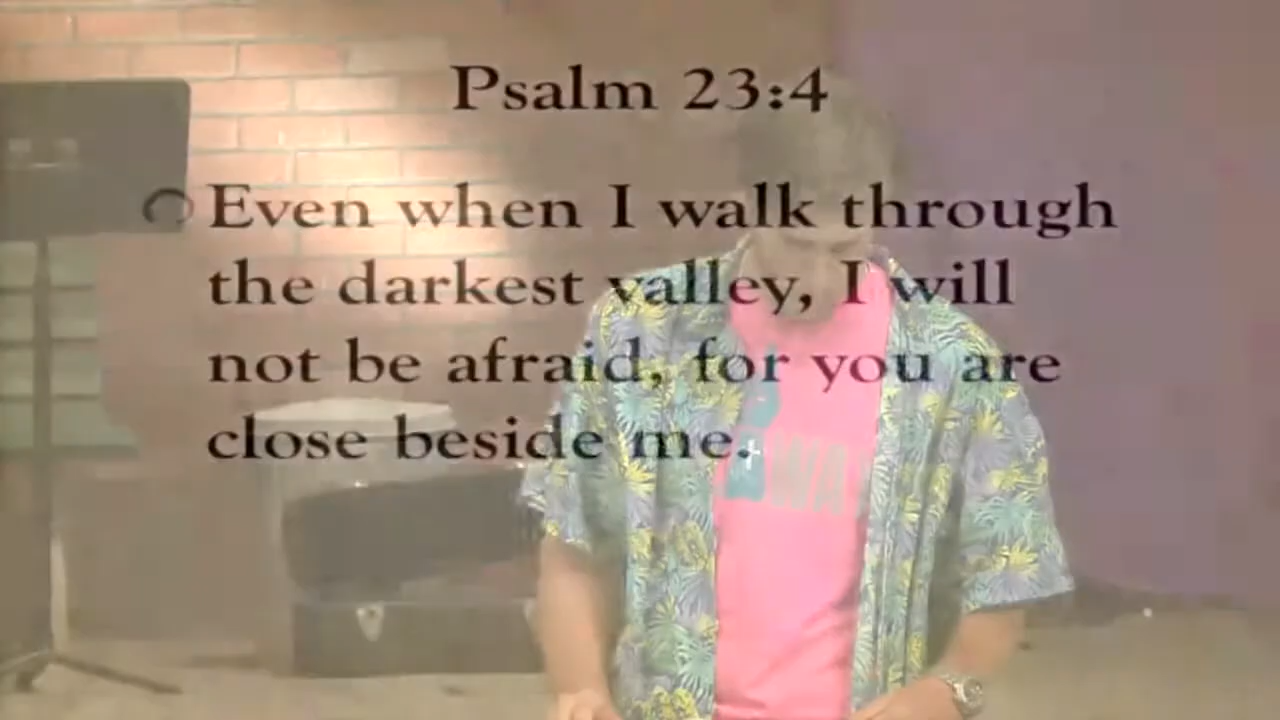 Psalm 23:4
Even when I walk through
the darkest valley, I will
not be afraid, for you are
close beside me.